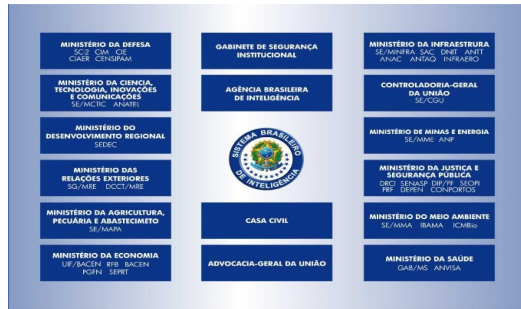 MINISTÉRIO DA DEFESA
SC2 CIM CIE
CIAER CENSIPAM
MINISTÉRIO DA CIENCIA,
TECNOLOGIA, INOVAÇÕES
E COMUNICAÇÕES
SE/MCTIC ANATEL
MINISTÉRIO DO
DESENVOLVIMENTO REGIONAL
SEDEC
MINISTÉRIO DAS
RELAÇÕES EXTERIORES
SG/MRE DCCT/MRE
MINISTÉRIO DA AGRICULTURA,
PECUÁRIA E ABASTECIMETO
SE/MAPA
MINISTÉRIO DA ECONOMIA
UIF/BACEN RFB BACEN
PGFN SEPRT
GABINETE DE SEGURANÇA
INSTITUCIONAL
AGÊNCIA BRASILEIRA
DE INTELIGÊNCIA
SISTEMA BRASILEIRO
DE INTELIGÊNCIA
CASA CIVIL
ADVOCACIA-GERAL DA UNIÃO
MINISTÉRIO DA INFRAESTRURA
SE/MINFRA SAC DNIT ANTT
ANAC ANTAQ INFRAERO
CONTROLADORIA-GERAL
DA UNIÃO
SE/CGU
MINISTÉRIO DE MINAS E ENERGIA
SE/MME ANP
MINISTÉRIO DA JUSTIÇA E
SEGURANÇA PÚBLICA
DRCI SENASP DIP/PF SEOPI
PRF DEPEN CONPORTOS
MINISTÉRIO DO MEIO AMBIENTE
SE/MMA IBAMA ICMBio
MINISTÉRIO DA SAÚDE
GAB/MS ANVISA